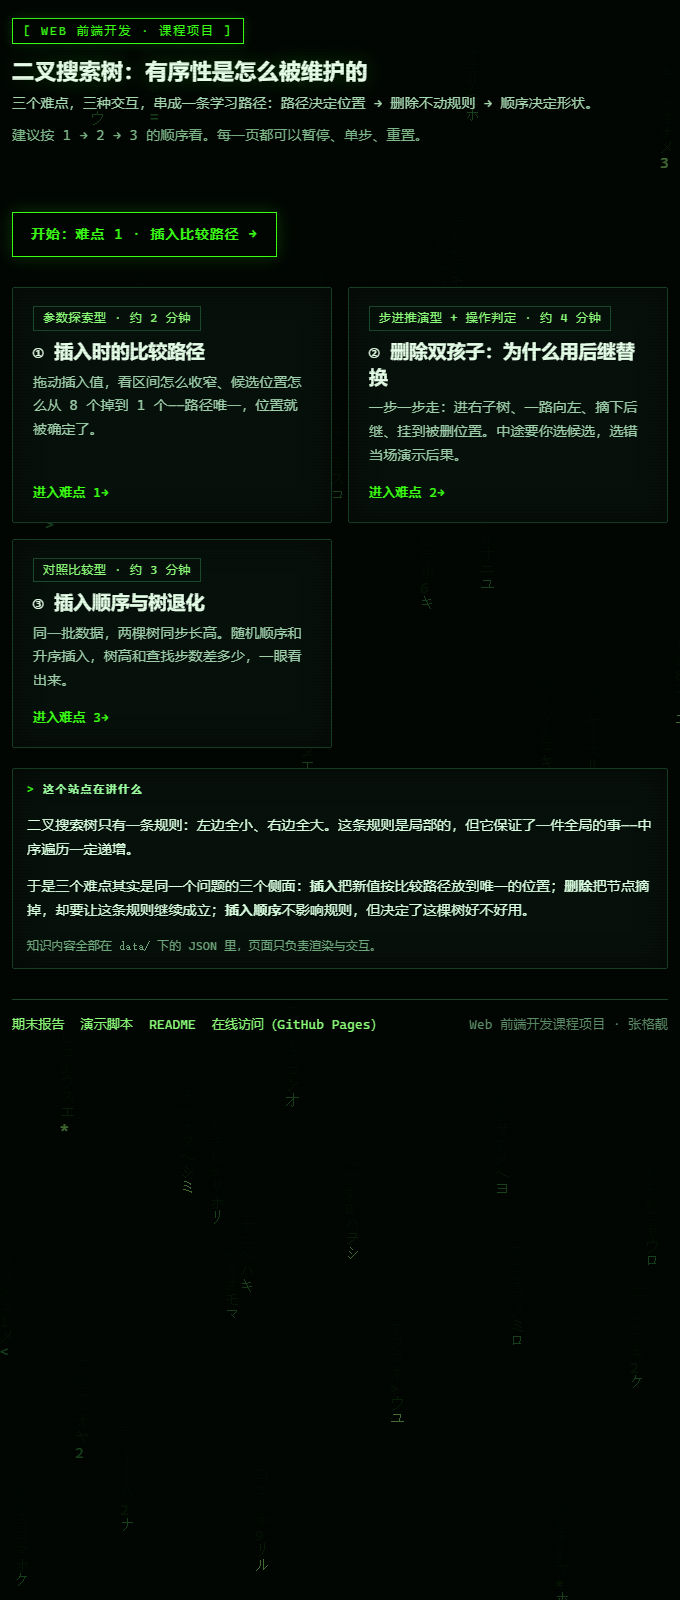 [ WEB 前端开发 · 课程项目 ]
二叉搜索树：有序性是怎么被维护的
三个难点，三种交互，串成一条学习路径：路径决定位置 → 删除不动规则 → 顺序决定形状。
建议按 1 → 2 → 3 的顺序看。每一页都可以暂停、单步、重置。
开始：难点 1 · 插入比较路径 →
参数探索型 · 约 2 分钟
① 插入时的比较路径
拖动插入值，看区间怎么收窄、候选位置怎
么从 8 个掉到 1 个——路径唯一，位置就
被确定了。
进入难点 1→
步进推演型 + 操作判定 · 约 4 分钟
② 删除双孩子：为什么用后继替
换
一步一步走：进右子树、一路向左、摘下后
继、挂到被删位置。中途要你选候选，选错
当场演示后果。
进入难点 2→
对照比较型 · 约 3 分钟
③ 插入顺序与树退化
同一批数据，两棵树同步长高。随机顺序和
升序插入，树高和查找步数差多少，一眼看
出来。
进入难点 3→
> 这个站点在讲什么
二叉搜索树只有一条规则：左边全小、右边全大。这条规则是局部的，但它保证了一件全局的事——中
序遍历一定递增。
于是三个难点其实是同一个问题的三个侧面：插入把新值按比较路径放到唯一的位置；删除把节点摘
掉，却要让这条规则继续成立；插入顺序不影响规则，但决定了这棵树好不好用。
知识内容全部在 data/ 下的 JSON 里，页面只负责渲染与交互。
期末报告 演示脚本 README 在线访问（GitHub Pages）
Web 前端开发课程项目 · 张格靓